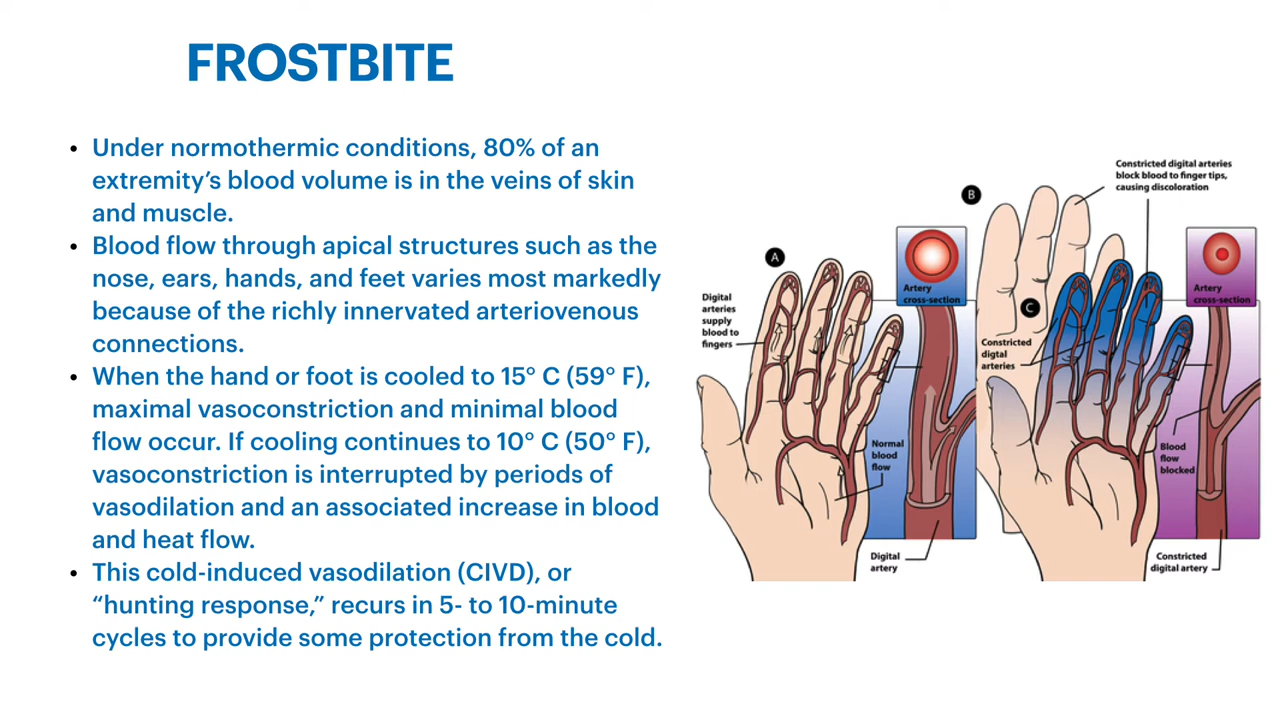 FROSTBITE
• Under normothermic conditions, 80% of an
extremity’s blood volume is in the veins of skin
and muscle.
• Blood flow through apical structures such as the
nose, ears, hands, and feet varies most markedly
because of the richly innervated arteriovenous
connections.
• When the hand or foot is cooled to 15° C (59° F),
maximal vasoconstriction and minimal blood
flow occur. If cooling continues to 10° C (50° F),
vasoconstriction is interrupted by periods of
vasodilation and an associated increase in blood
and heat flow.
• This cold-induced vasodilation (CIVD), or
“hunting response,” recurs in 5- to 10-minute
cycles to provide some protection from the cold.
A
Digital
arteries
supply
blood to
fingers
Artery
cross-section
Normal
blood
flow
Digital
artery
B
Constricted digital arteries
block blood to finger tips,
causing discoloration
C
Constricted
digtal
arteries
Artery
cross-section
Blood
flow
blocked
Constricted
digital artery